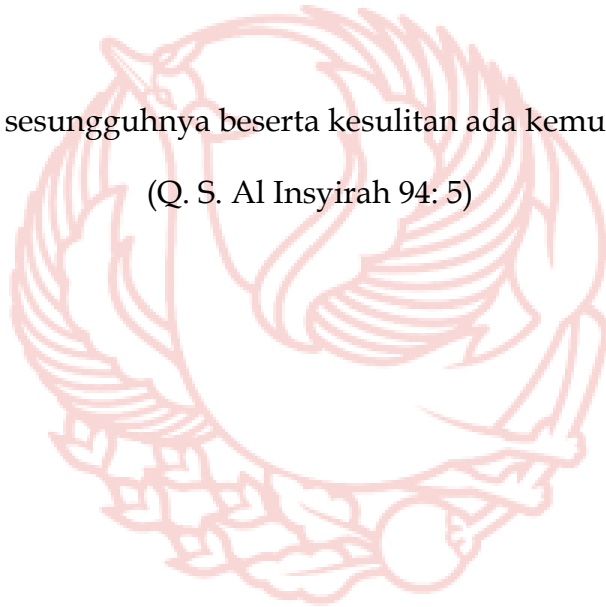 sesungguhnya beserta kesulitan ada kemu
(Q. S. Al Insyirah 94: 5)